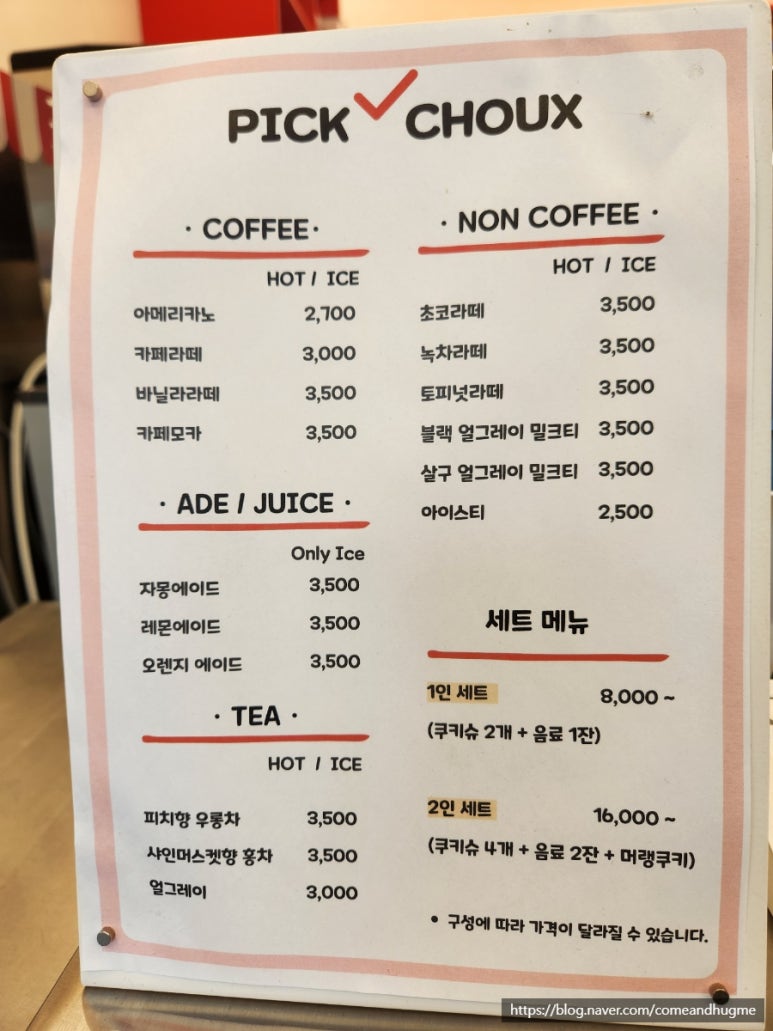 PICK CHOUX
· COFFEE ·
HOT / ICE
아메리카노 2,700
카페라떼 3,000
바닐라라떼 3,500
카페모카 3,500
· ADE / JUICE ·
Only Ice
자몽에이드 3,500
레몬에이드 3,500
오렌지 에이드 3,500
· TEA ·
HOT / ICE
피치향 우롱차 3,500
샤인머스켓향 홍차 3,500
얼그레이 3,000
· NON COFFEE ·
HOT / ICE
초코라떼 3,500
녹차라떼 3,500
토피넛라떼 3,500
블랙 얼그레이 밀크티 3,500
살구 얼그레이 밀크티 3,500
아이스티 2,500
세트 메뉴
1인 세트 8,000 ~
(쿠키슈 2개 + 음료 1잔)
2인 세트 16,000 ~
(쿠키슈 4개 + 음료 2잔 + 머랭쿠키)
• 구성에 따라 가격이 달라질 수 있습니다.
https://blog.naver.com/comeandhugme